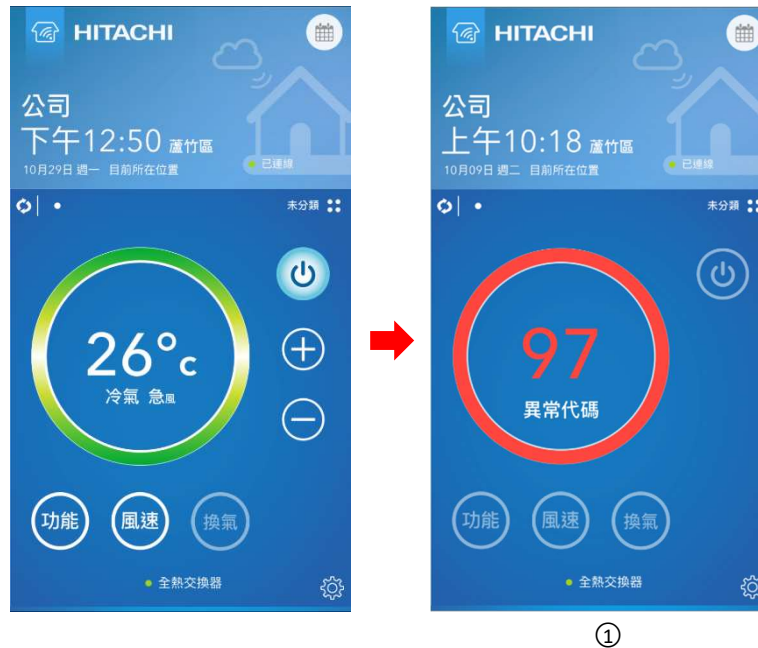 HITACHI
公司
下午12:50 蘆竹區
10月29日 週一 目前所在位置
已連線
未分類
26°c
冷氣 急風
功能
風速
換氣
全熱交換器
HITACHI
公司
上午10:18 蘆竹區
10月09日 週二 目前所在位置
已連線
未分類
97
異常代碼
功能
風速
換氣
全熱交換器
①